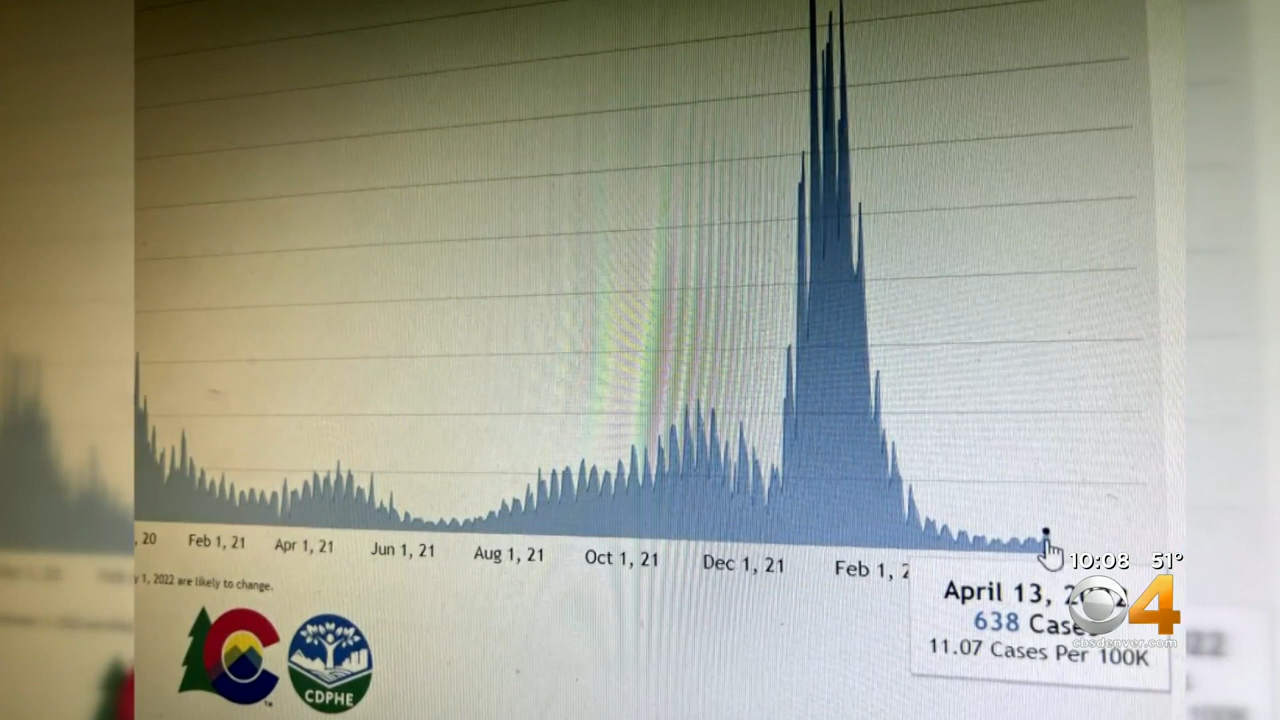 , 20
Feb 1, 21
Apr 1, 21
Jun 1, 21
Aug 1, 21
Oct 1, 21
Dec 1, 21
Feb 1, 2
y 1, 2022 are likely to change.
CDPHE
TM
10:08 51°
April 13,
638 Case
4
cbsdenver.com
11.07 Cases Per 100K